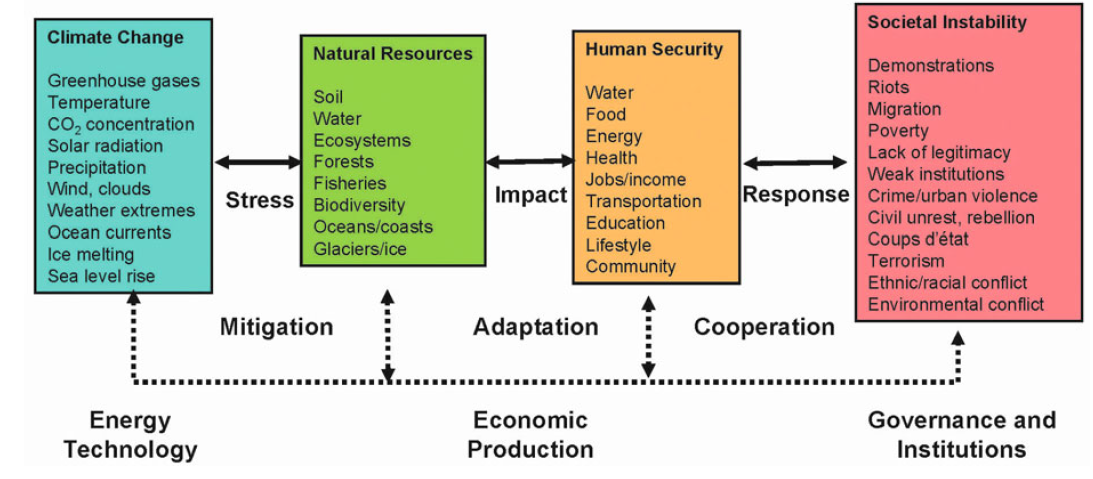 Climate Change
Greenhouse gases
Temperature
CO₂ concentration
Solar radiation
Precipitation
Wind, clouds
Weather extremes
Ocean currents
Ice melting
Sea level rise
Stress
Natural Resources
Soil
Water
Ecosystems
Forests
Fisheries
Biodiversity
Oceans/coasts
Glaciers/ice
Impact
Human Security
Water
Food
Energy
Health
Jobs/income
Transportation
Education
Lifestyle
Community
Response
Societal Instability
Demonstrations
Riots
Migration
Poverty
Lack of legitimacy
Weak institutions
Crime/urban violence
Civil unrest, rebellion
Coups d’état
Terrorism
Ethnic/racial conflict
Environmental conflict
Mitigation
Adaptation
Cooperation
Energy
Technology
Economic
Production
Governance and
Institutions